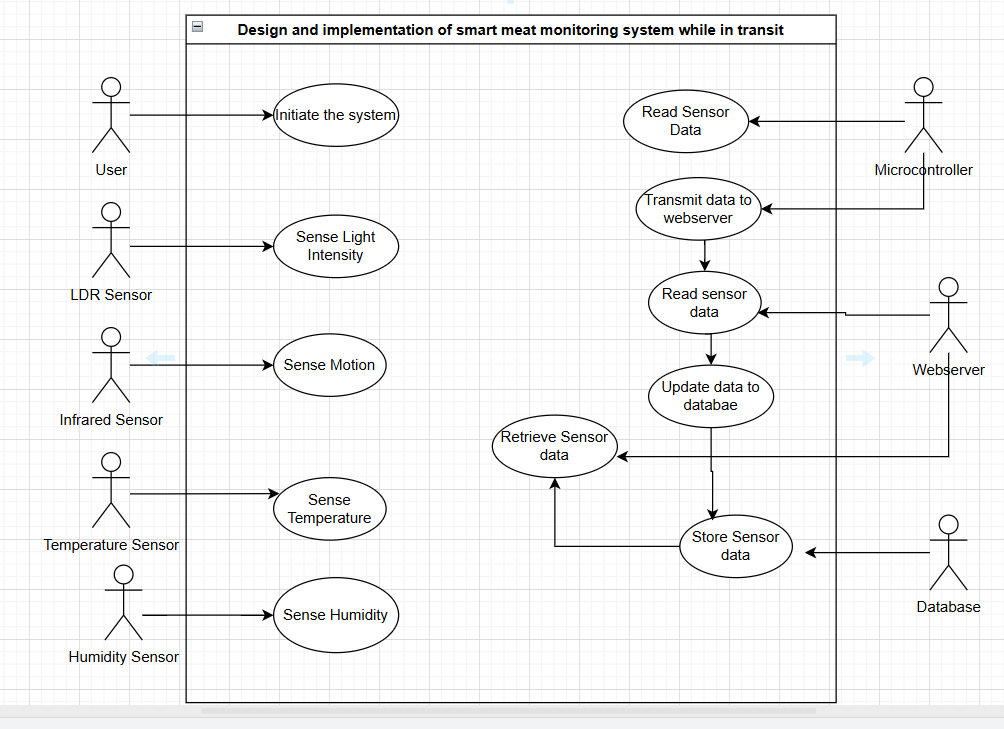 Design and implementation of smart meat monitoring system while in transit
User
Initiate the system
LDR Sensor
Sense Light
Intensity
Infrared Sensor
Sense Motion
Temperature Sensor
Sense
Temperature
Humidity Sensor
Sense Humidity
Read Sensor
Data
Microcontroller
Transmit data to
webserver
Read sensor
data
Webserver
Update data to
databae
Retrieve Sensor
data
Store Sensor
data
Database